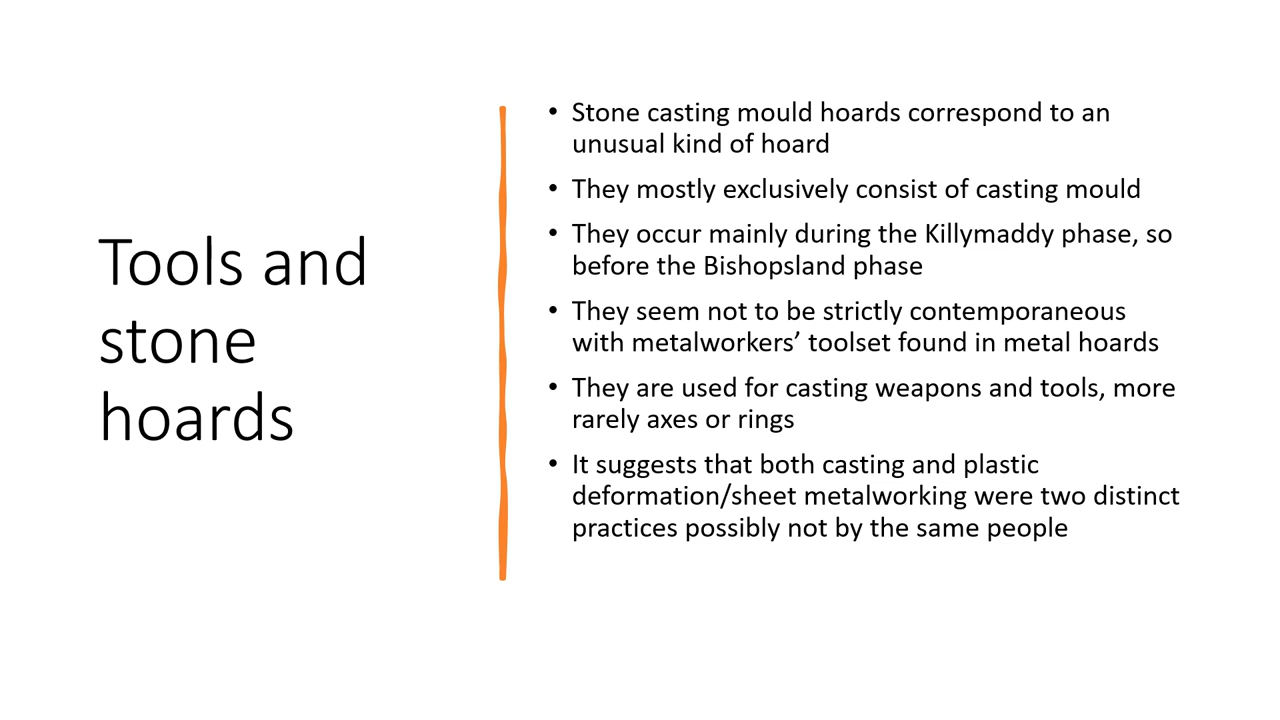 Tools and
stone
hoards
• Stone casting mould hoards correspond to an
unusual kind of hoard
• They mostly exclusively consist of casting mould
• They occur mainly during the Killymaddy phase, so
before the Bishopsland phase
• They seem not to be strictly contemporaneous
with metalworkers’ toolset found in metal hoards
• They are used for casting weapons and tools, more
rarely axes or rings
• It suggests that both casting and plastic
deformation/sheet metalworking were two distinct
practices possibly not by the same people